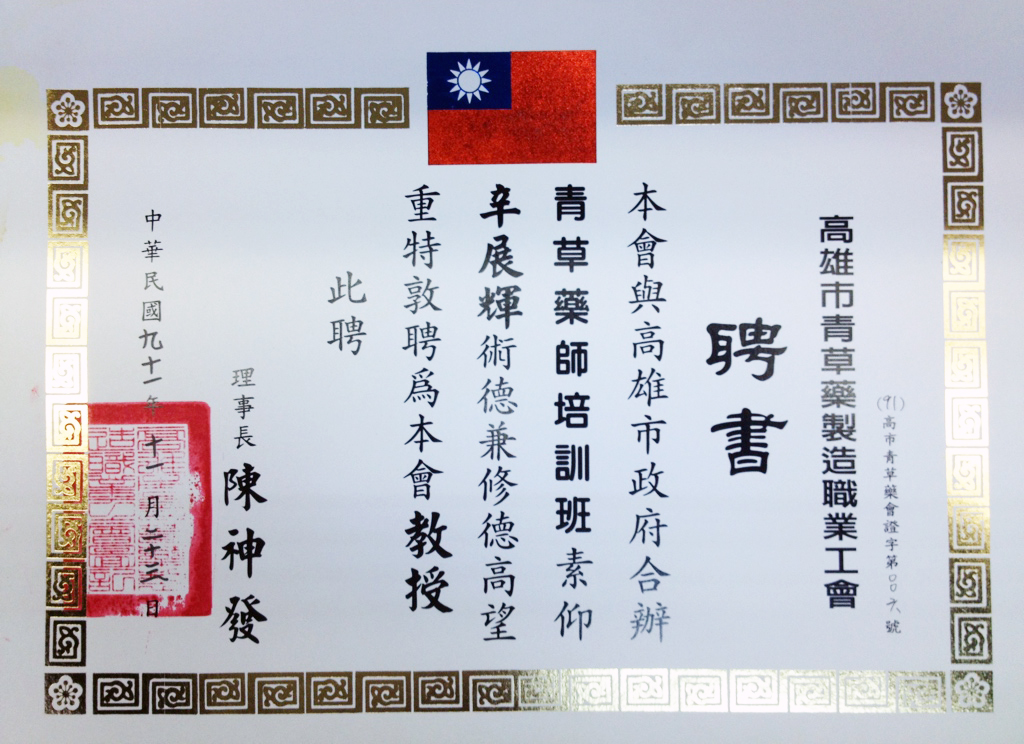 (91)高市青草藥會證字第00六號
高雄市青草藥製造職業工會
聘書
本會與高雄市政府合辦
青草藥師培訓班素仰
辛展輝術德兼修德高望
重特敦聘爲本會教授
此聘
理事長陳神發
中華民國九十一年十一月二十三日